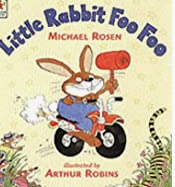 Little Rabbit Foo Foo
MICHAEL ROSEN
illustrated by
ARTHUR ROBINS